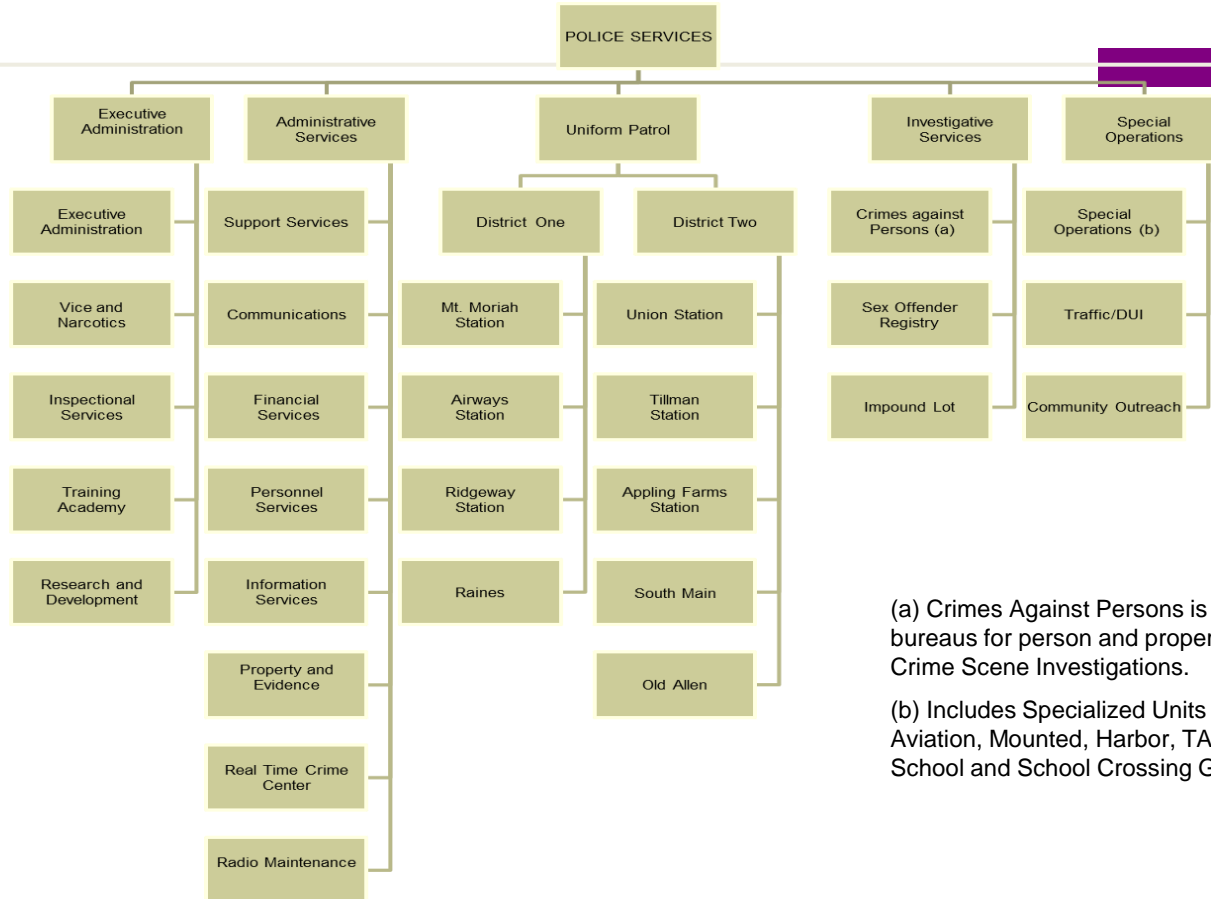 POLICE SERVICES
Executive
Administration
Administrative
Services
Uniform Patrol
Investigative
Services
Special
Operations
Executive
Administration
Vice and
Narcotics
Inspectional
Services
Training
Academy
Research and
Development
Support Services
Communications
Financial
Services
Personnel
Services
Information
Services
Property and
Evidence
Real Time Crime
Center
Radio Maintenance
District One
Mt. Moriah
Station
Airways
Station
Ridgeway
Station
Raines
District Two
Union Station
Tillman
Station
Appling Farms
Station
South Main
Old Allen
Crimes against
Persons (a)
Sex Offender
Registry
Impound Lot
Special
Operations (b)
Traffic/DUI
Community Outreach
(a) Crimes Against Persons is
bureaus for person and
Crime Scene Investigations.
(b) Includes Specialized Units
Aviation, Mounted, Harbor,
School and School Crossing